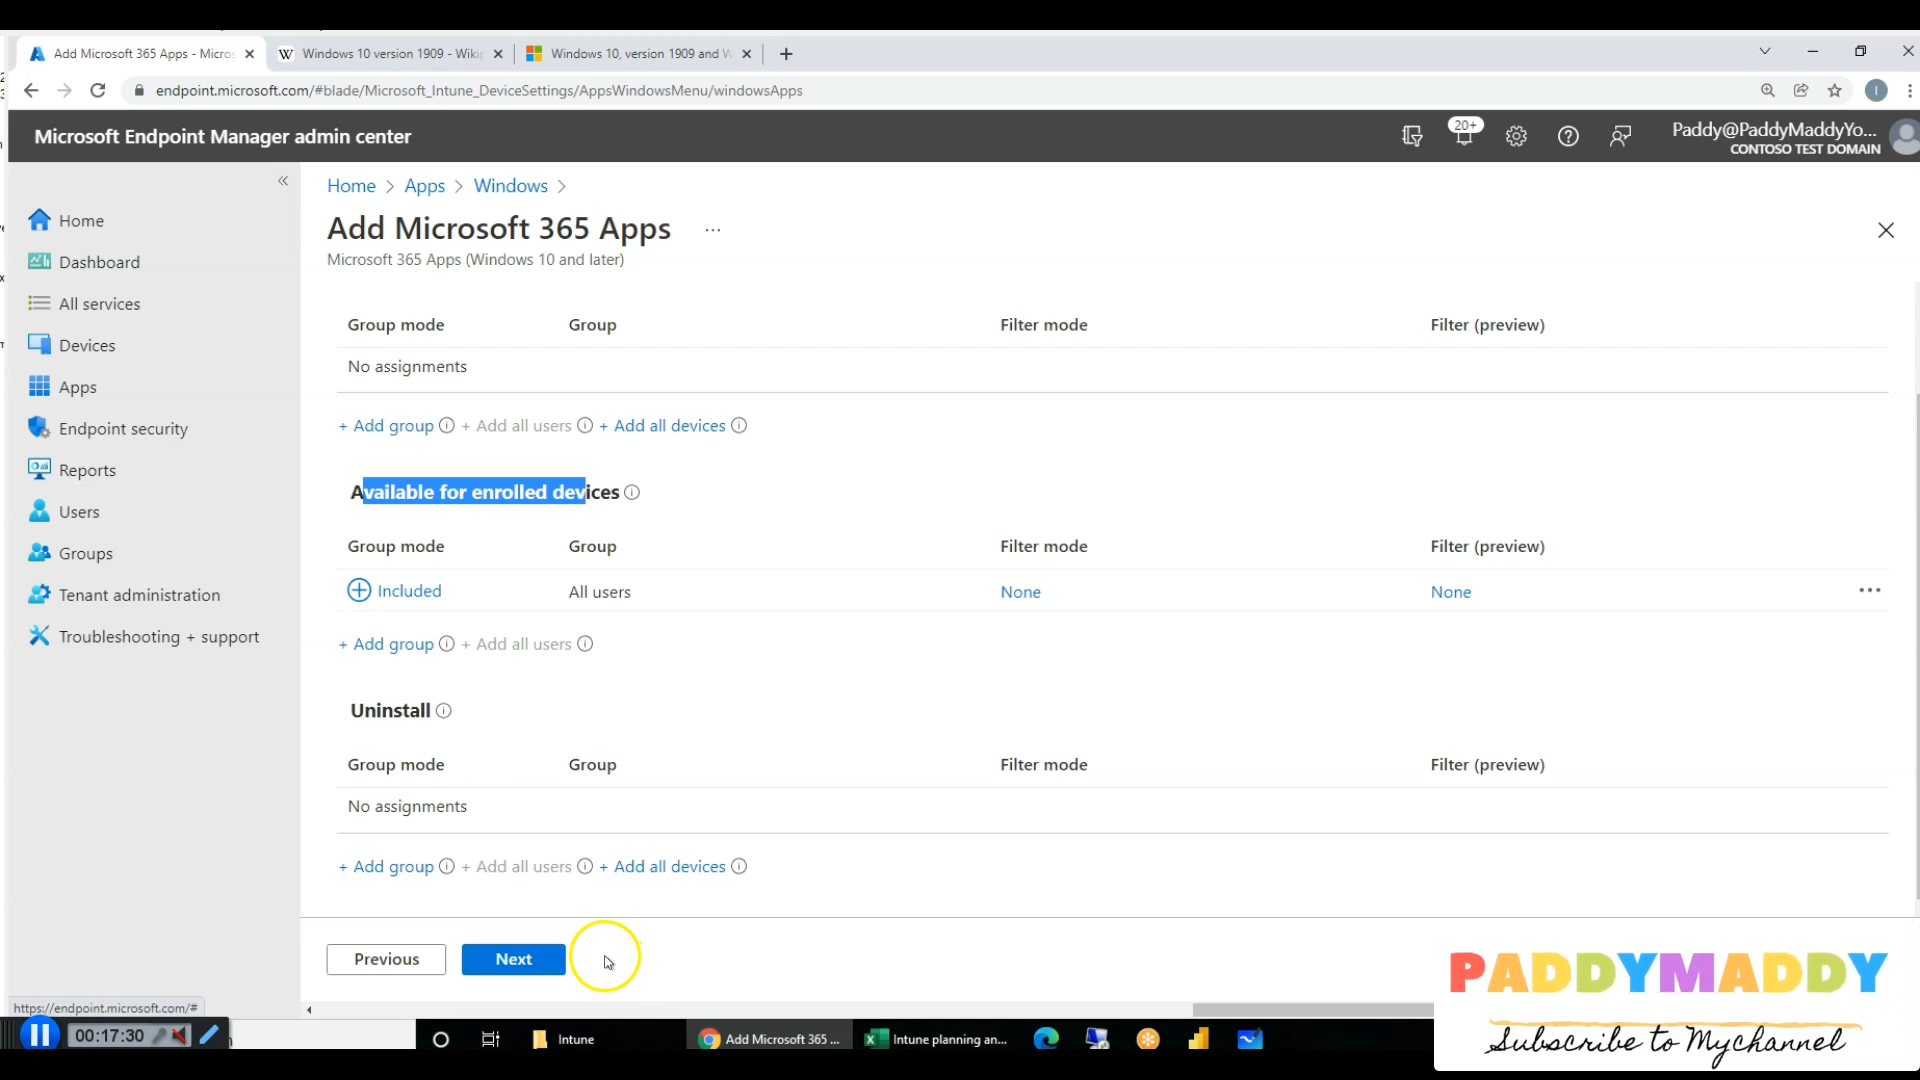 Add Microsoft 365 Apps - Micros
Windows 10 version 1909 - Wikip
Windows 10, version 1909 and W
endpoint.microsoft.com/#blade/Microsoft_Intune_DeviceSettings/AppsWindowsMenu/windowsApps
I
Microsoft Endpoint Manager admin center
20+
Paddy@PaddyMaddyYo...
CONTOSO TEST DOMAIN
Home > Apps > Windows >
Add Microsoft 365 Apps ...
Microsoft 365 Apps (Windows 10 and later)
Home
Dashboard
All services
Devices
Apps
Endpoint security
Reports
Users
Groups
Tenant administration
Troubleshooting + support
Group mode Group Filter mode Filter (preview)
No assignments
+ Add group + Add all users + Add all devices
Available for enrolled devices
Group mode Group Filter mode Filter (preview)
Included All users None None ...
+ Add group + Add all users
Uninstall
Group mode Group Filter mode Filter (preview)
No assignments
+ Add group + Add all users + Add all devices
Previous Next
PADDYMADDY
Subscribe to Mychannel
https://endpoint.microsoft.com/#
00:17:30
Intune
Add Microsoft 365 ...
Intune planning an...